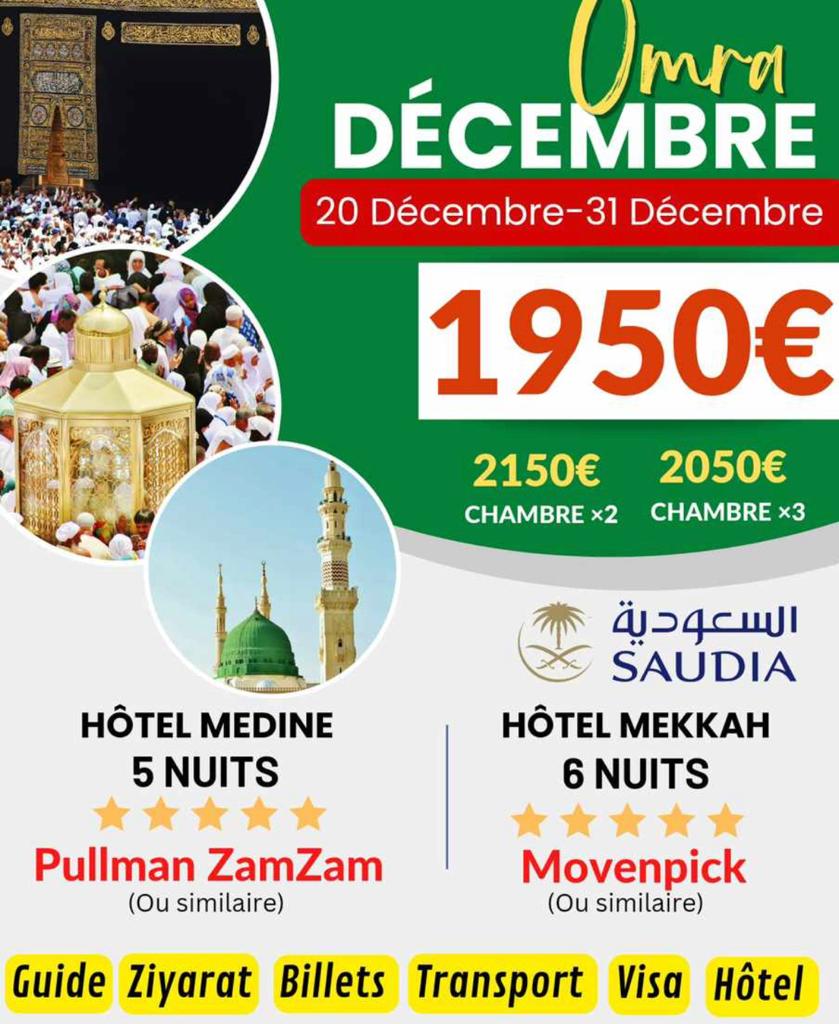 Omra
DÉCEMBRE
20 Décembre-31 Décembre
1950€
2150€
CHAMBRE ×2
2050€
CHAMBRE ×3
السعودية
SAUDIA
HÔTEL MEDINE
5 NUITS
Pullman ZamZam
(Ou similaire)
HÔTEL MEKKAH
6 NUITS
Movenpick
(Ou similaire)
Guide Ziyarat Billets Transport Visa Hôtel